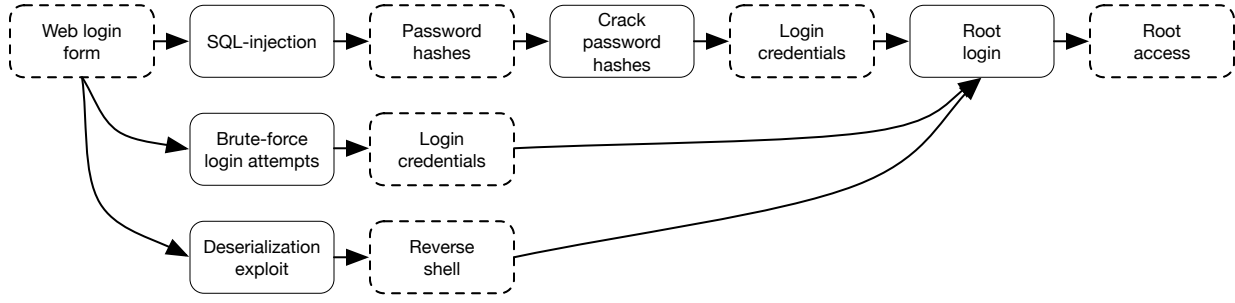 Web login
form
SQL-injection
Password
hashes
Crack
password
hashes
Login
credentials
Root
login
Root
access
Brute-force
login attempts
Login
credentials
Deserialization
exploit
Reverse
shell